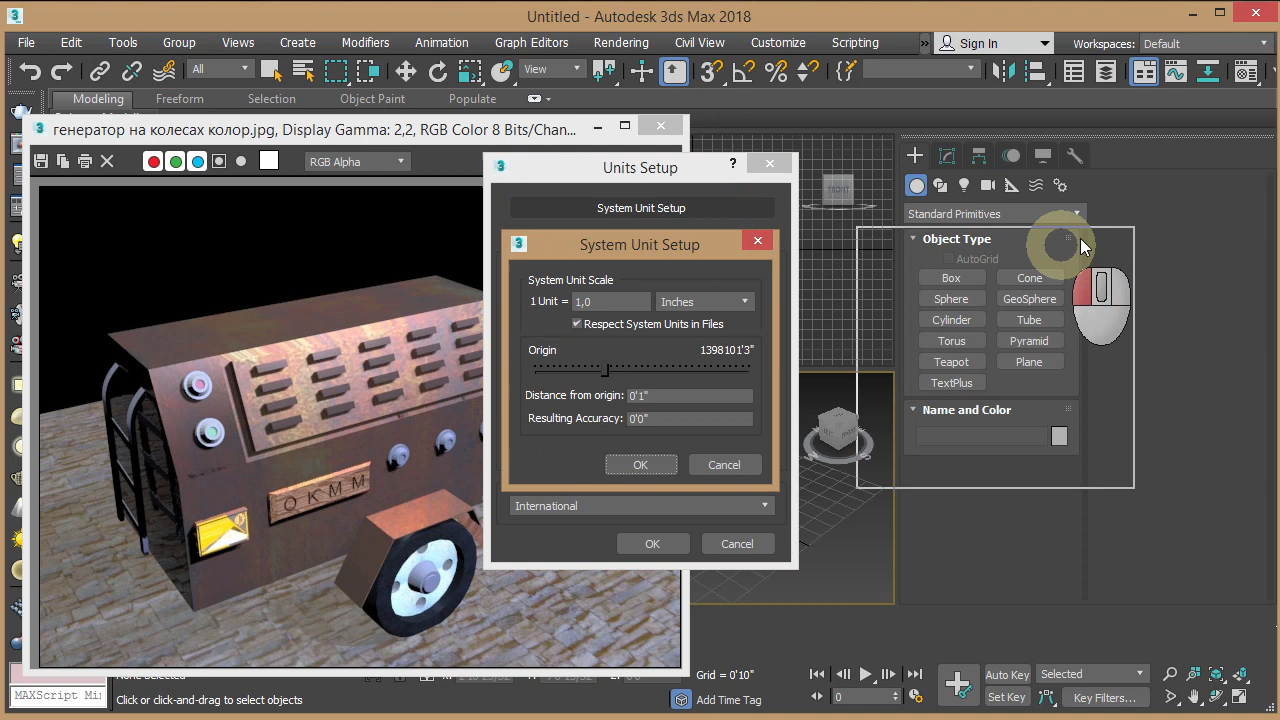 Untitled - Autodesk 3ds Max 2018
File Edit Tools Group Views Create Modifiers Animation Graph Editors Rendering Civil View Customize Scripting » Sign In Workspaces: Default
All View
Modeling Freeform Selection Object Paint Populate
генератор на колесах колор.jpg, Display Gamma: 2,2, RGB Color 8 Bits/Chan...
RGB Alpha
Units Setup
?
System Unit Setup
FRONT
Standard Primitives
System Unit Setup
System Unit Scale
1 Unit = 1,0 Inches
Respect System Units in Files
Origin 1398101'3"
Distance from origin: 0'1"
Resulting Accuracy: 0'0"
OK Cancel
International
OK Cancel
Object Type
AutoGrid
Box Cone
Sphere GeoSphere
Cylinder Tube
Torus Pyramid
Teapot Plane
TextPlus
Name and Color
ОКММ
None Selected
Grid = 0'10"
Auto Key Selected
MAXScript Mi
Click or click-and-drag to select objects
Add Time Tag
0
Set Key Key Filters...